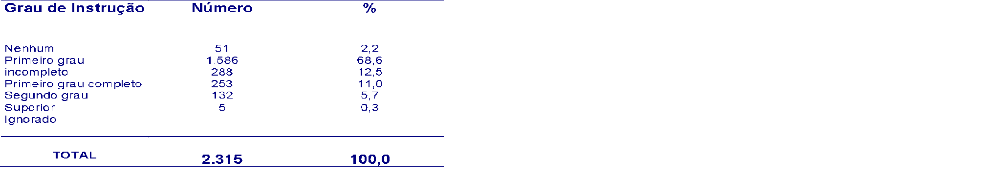 Grau de Instrução Número %
Nenhum 51 2,2
Primeiro grau 1.586 68,6
incompleto 288 12,5
Primeiro grau completo 253 11,0
Segundo grau 132 5,7
Superior 5 0,3
Ignorado
TOTAL 2.315 100,0